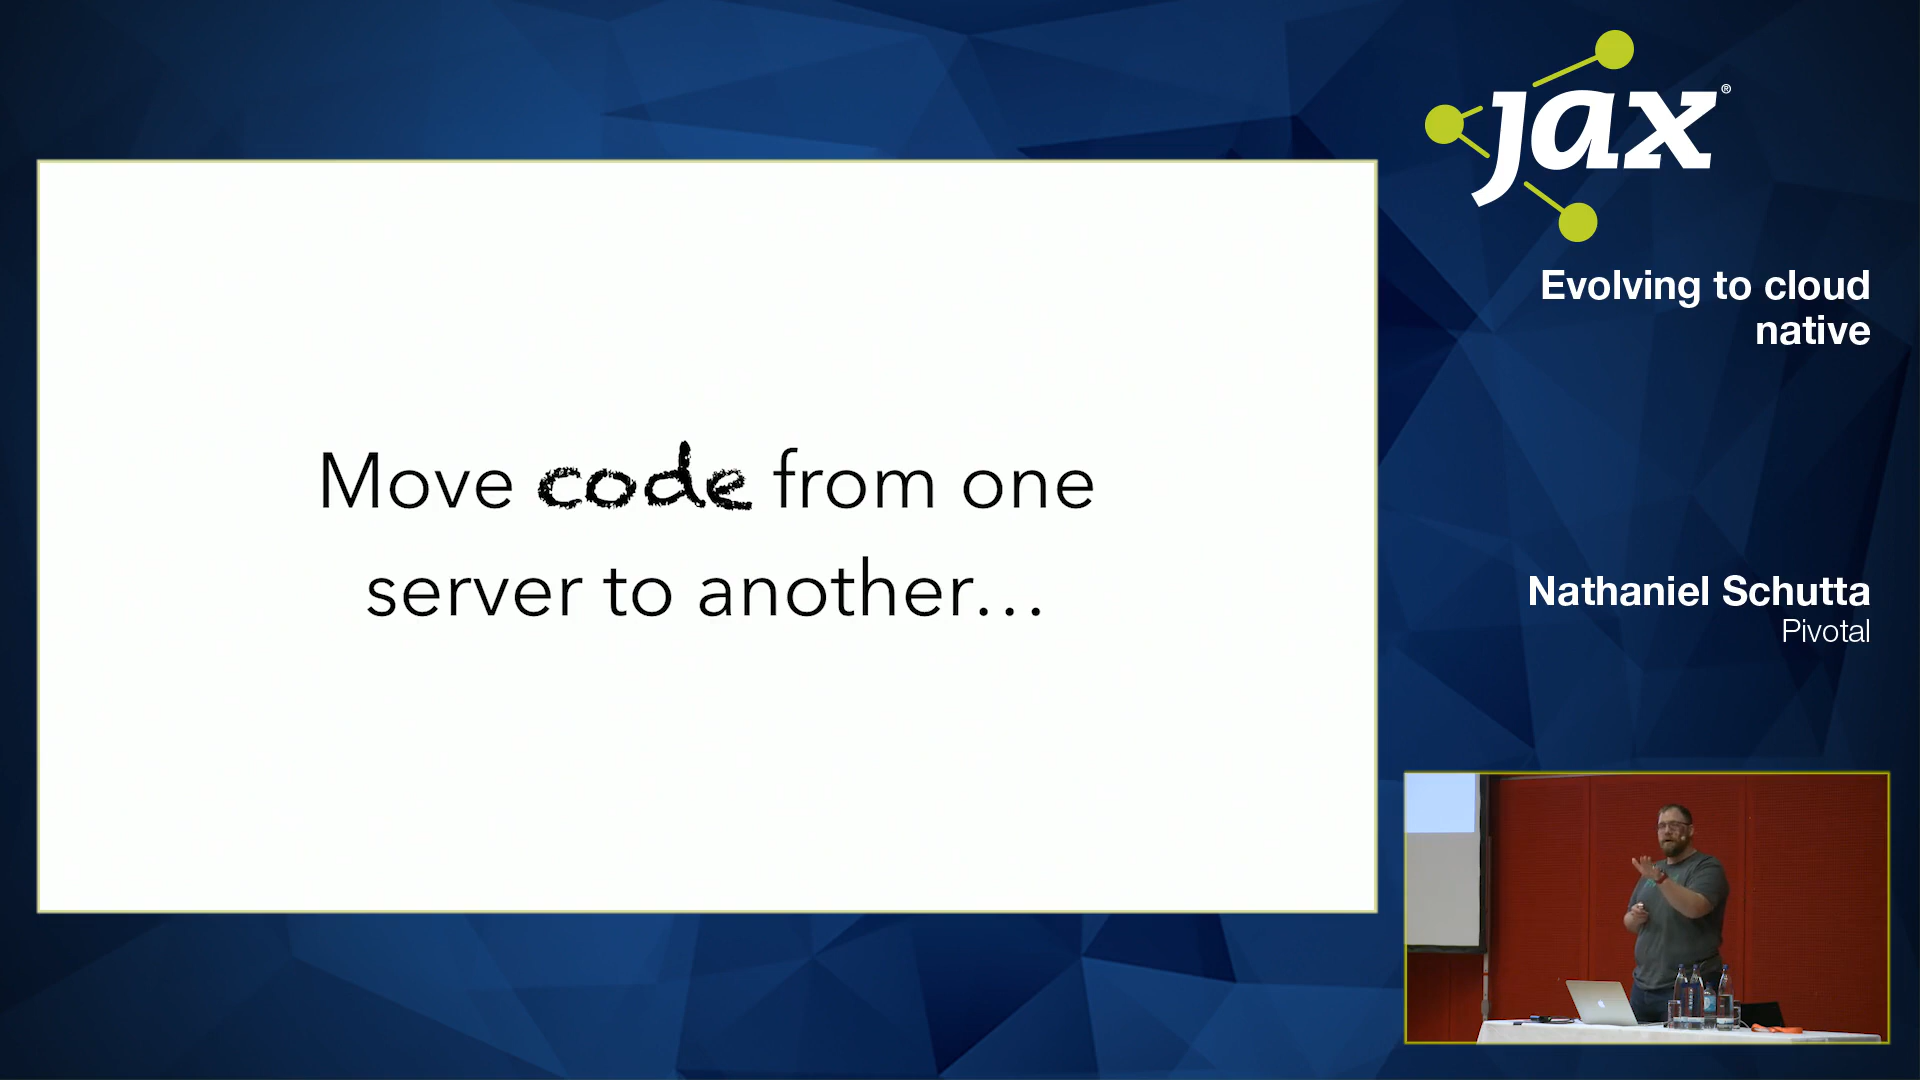 Move code from one
server to another...
jax®
Evolving to cloud
native
Nathaniel Schutta
Pivotal